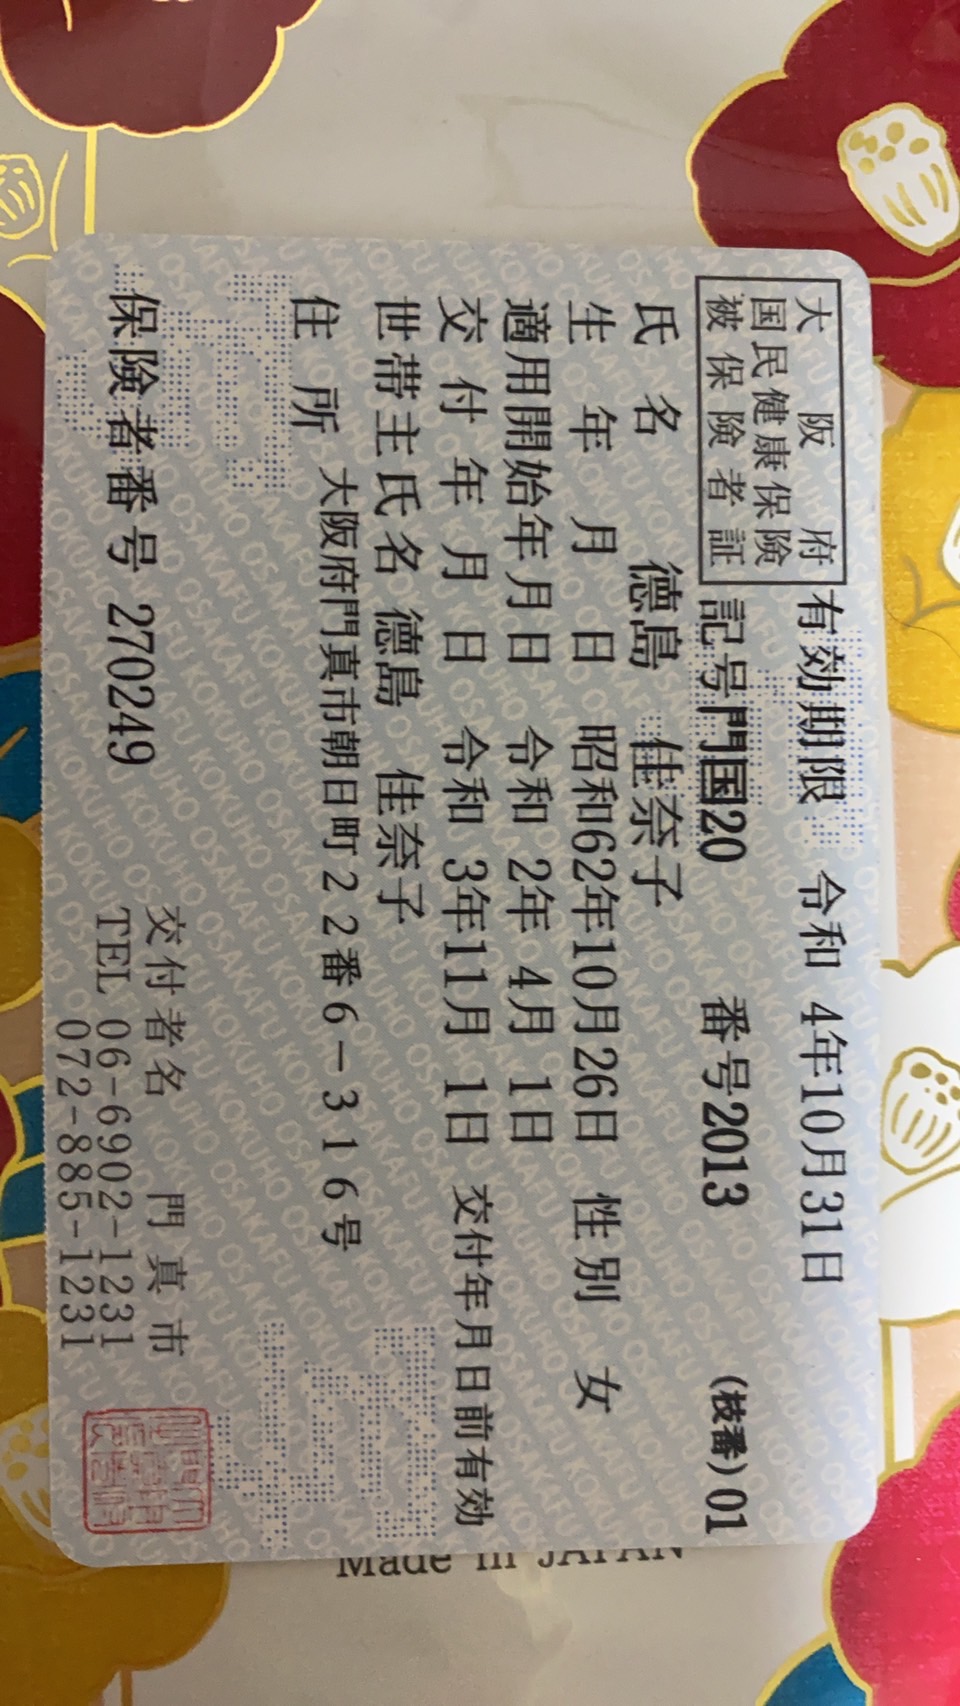 大阪府
国民健康保険
被保険者証
有効期限 令和 4年10月31日
記号門国20 番号2013 (枝番)01
氏名 德島 佳奈子
生年月日 昭和62年10月26日 性別 女
適用開始年月日 令和 2年 4月 1日
交付年月日 令和 3年11月 1日 交付年月日前有効
世帯主氏名 德島 佳奈子
住所 大阪府門真市朝日町22番6-316号
保険者番号 270249
交付者名 門真市
TEL 06-6902-1231
072-885-1231
Made in JAPAN